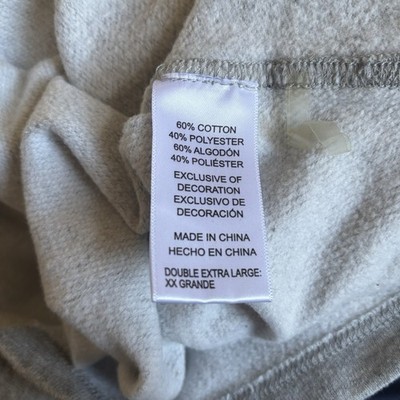 60% COTTON
40% POLYESTER
60% ALGODÓN
40% POLIÉSTER
EXCLUSIVE OF
DECORATION
EXCLUSIVO DE
DECORACIÓN
MADE IN CHINA
HECHO EN CHINA
DOUBLE EXTRA LARGE:
XX GRANDE